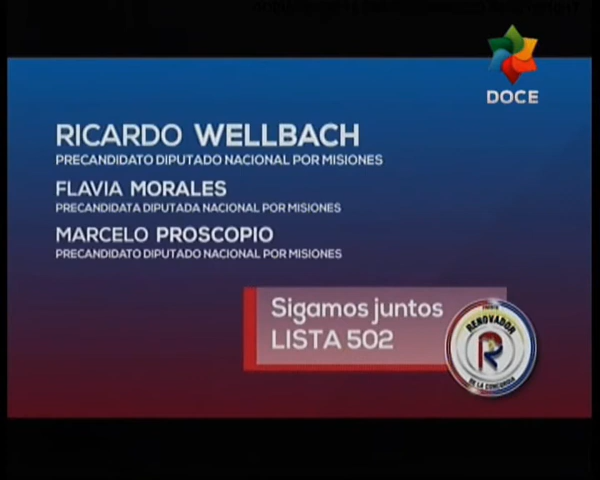 DOCE
RICARDO WELLBACH
PRECANDIDATO DIPUTADO NACIONAL POR MISIONES
FLAVIA MORALES
PRECANDIDATA DIPUTADA NACIONAL POR MISIONES
MARCELO PROSCOPIO
PRECANDIDATO DIPUTADO NACIONAL POR MISIONES
Sigamos juntos
LISTA 502
FRENTE
RENOVADOR
R
DE LA CONCORDIA